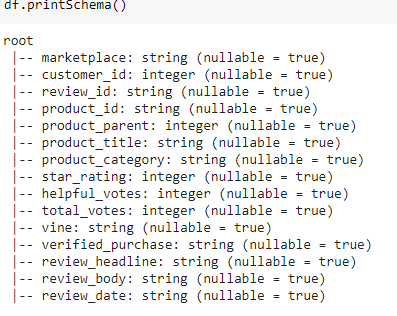 df.printSchema()
root
 |-- marketplace: string (nullable = true)
 |-- customer_id: integer (nullable = true)
 |-- review_id: string (nullable = true)
 |-- product_id: string (nullable = true)
 |-- product_parent: integer (nullable = true)
 |-- product_title: string (nullable = true)
 |-- product_category: string (nullable = true)
 |-- star_rating: integer (nullable = true)
 |-- helpful_votes: integer (nullable = true)
 |-- total_votes: integer (nullable = true)
 |-- vine: string (nullable = true)
 |-- verified_purchase: string (nullable = true)
 |-- review_headline: string (nullable = true)
 |-- review_body: string (nullable = true)
 |-- review_date: string (nullable = true)